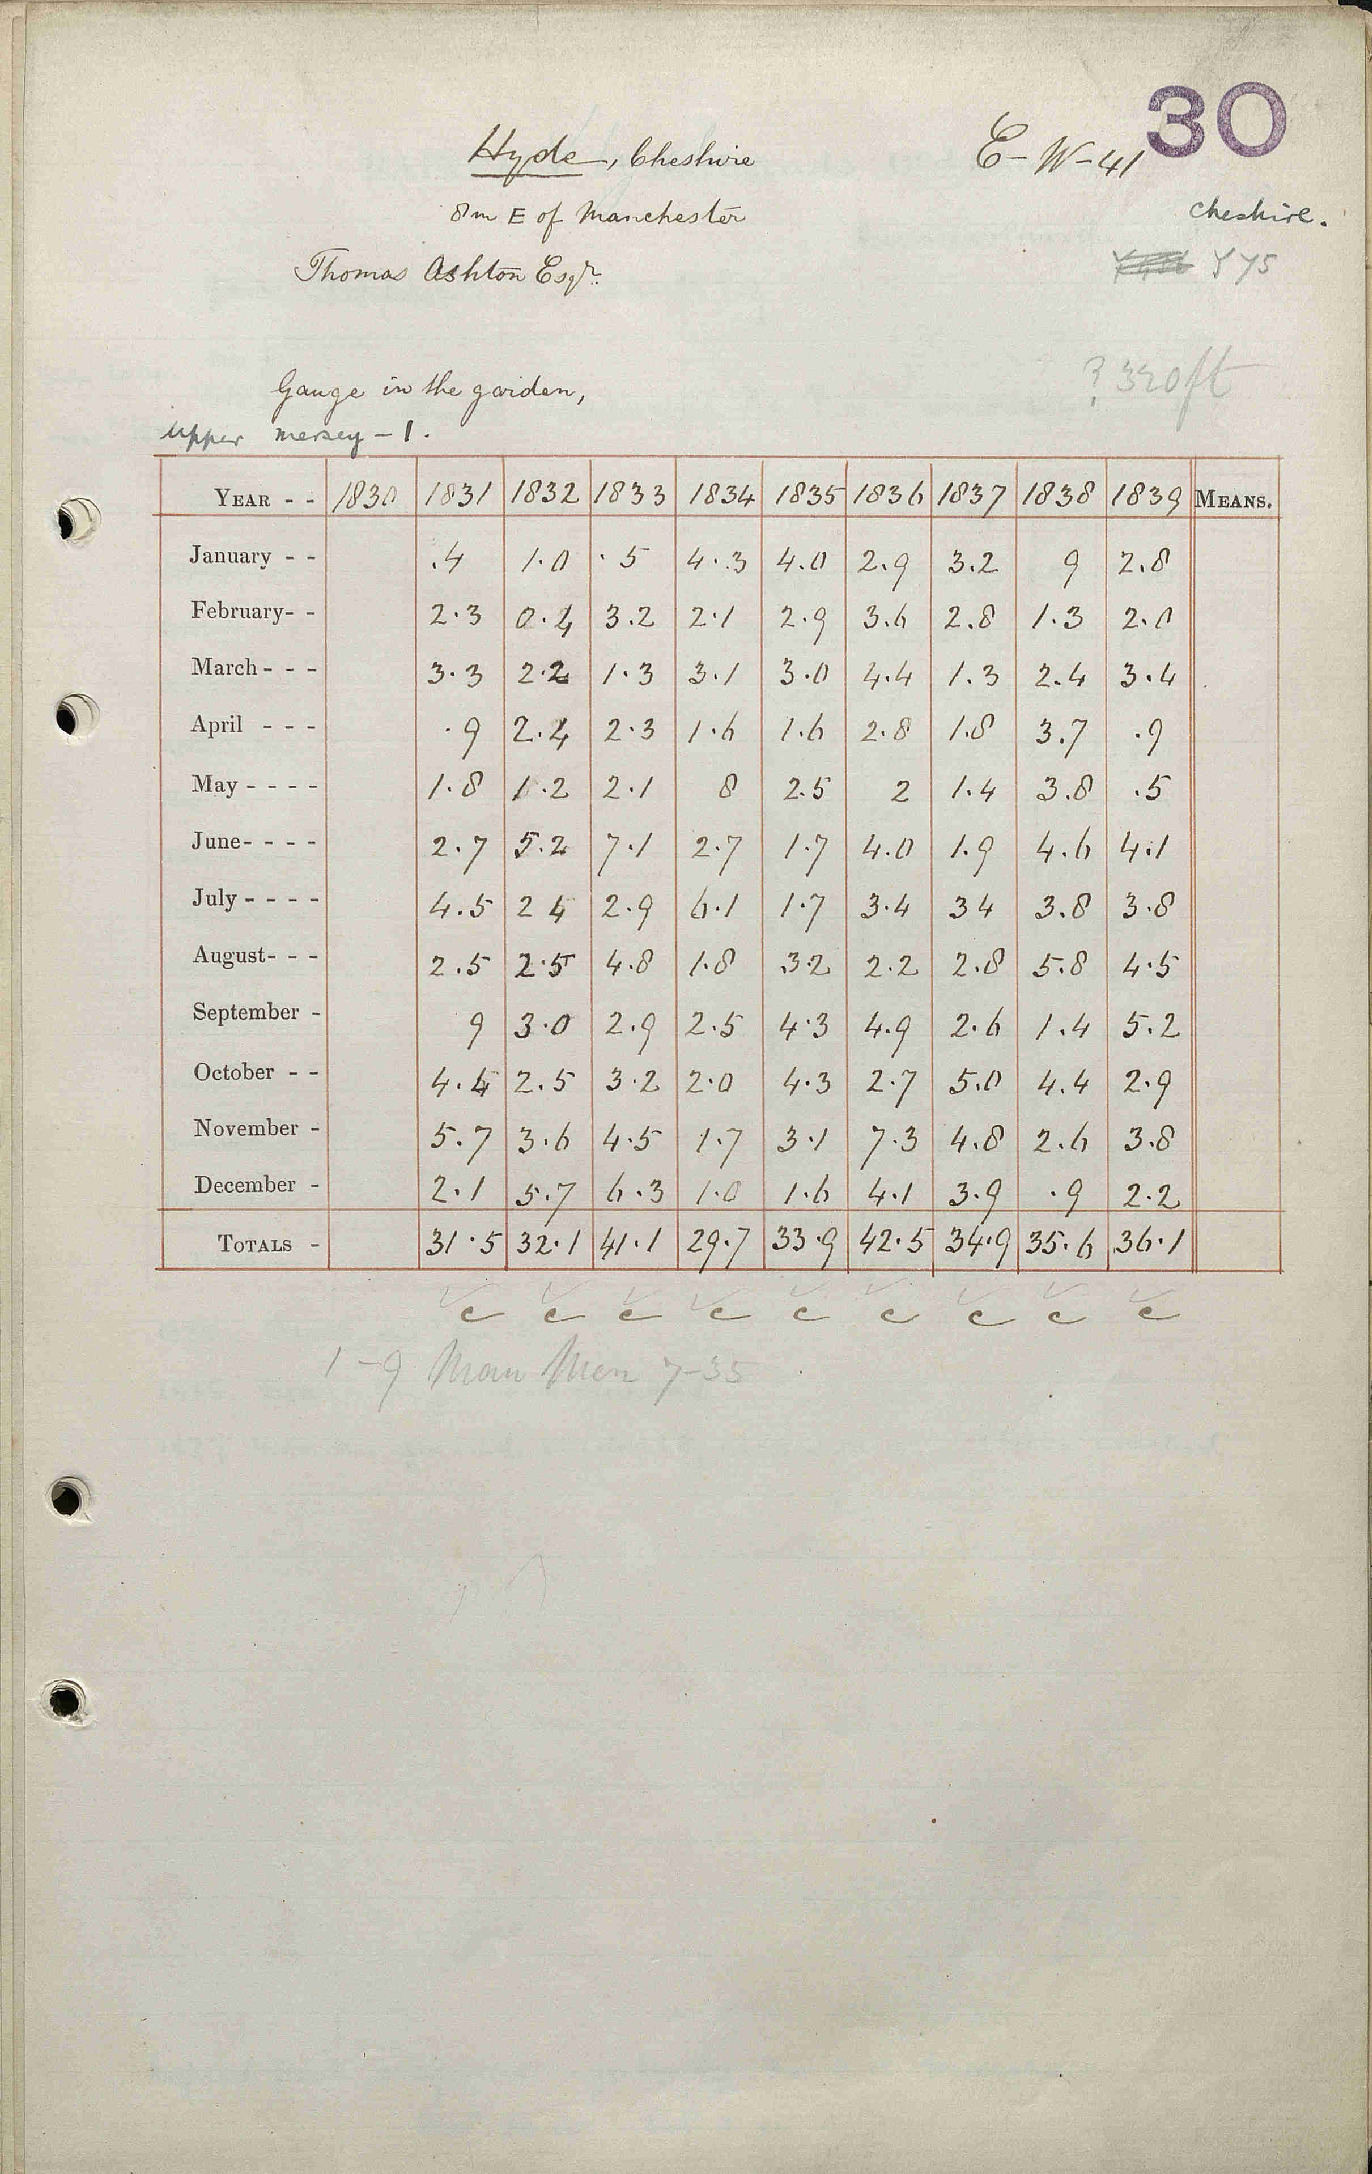 30
Hyde, Cheshire E-W-41
8m E of Manchester Cheshire.
Thomas Ashton Esqr. Y 75
? 320ft
Gauge in the garden,
Upper Mersey - 1.
YEAR - - 1830 1831 1832 1833 1834 1835 1836 1837 1838 1839 MEANS.
January - - .4 1.0 .5 4.3 4.0 2.9 3.2 9 2.8
February- - 2.3 0.4 3.2 2.1 2.9 3.6 2.8 1.3 2.0
March - - - 3.3 2.2 1.3 3.1 3.0 4.4 1.3 2.4 3.4
April - - - .9 2.4 2.3 1.6 1.6 2.8 1.8 3.7 .9
May - - - - 1.8 1.2 2.1 8 2.5 2 1.4 3.8 .5
June- - - - 2.7 5.2 7.1 2.7 1.7 4.0 1.9 4.6 4.1
July - - - - 4.5 2 4 2.9 6.1 1.7 3.4 34 3.8 3.8
August- - - 2.5 2.5 4.8 1.8 32 2.2 2.8 5.8 4.5
September - 9 3.0 2.9 2.5 4.3 4.9 2.6 1.4 5.2
October - - 4.4 2.5 3.2 2.0 4.3 2.7 5.0 4.4 2.9
November - 5.7 3.6 4.5 1.7 3.1 7.3 4.8 2.6 3.8
December - 2.1 5.7 6.3 1.0 1.6 4.1 3.9 .9 2.2
TOTALS - 31.5 32.1 41.1 29.7 33.9 42.5 34.9 35.6 36.1
c c c c c c c c c
1-9 Man Mem 7-35